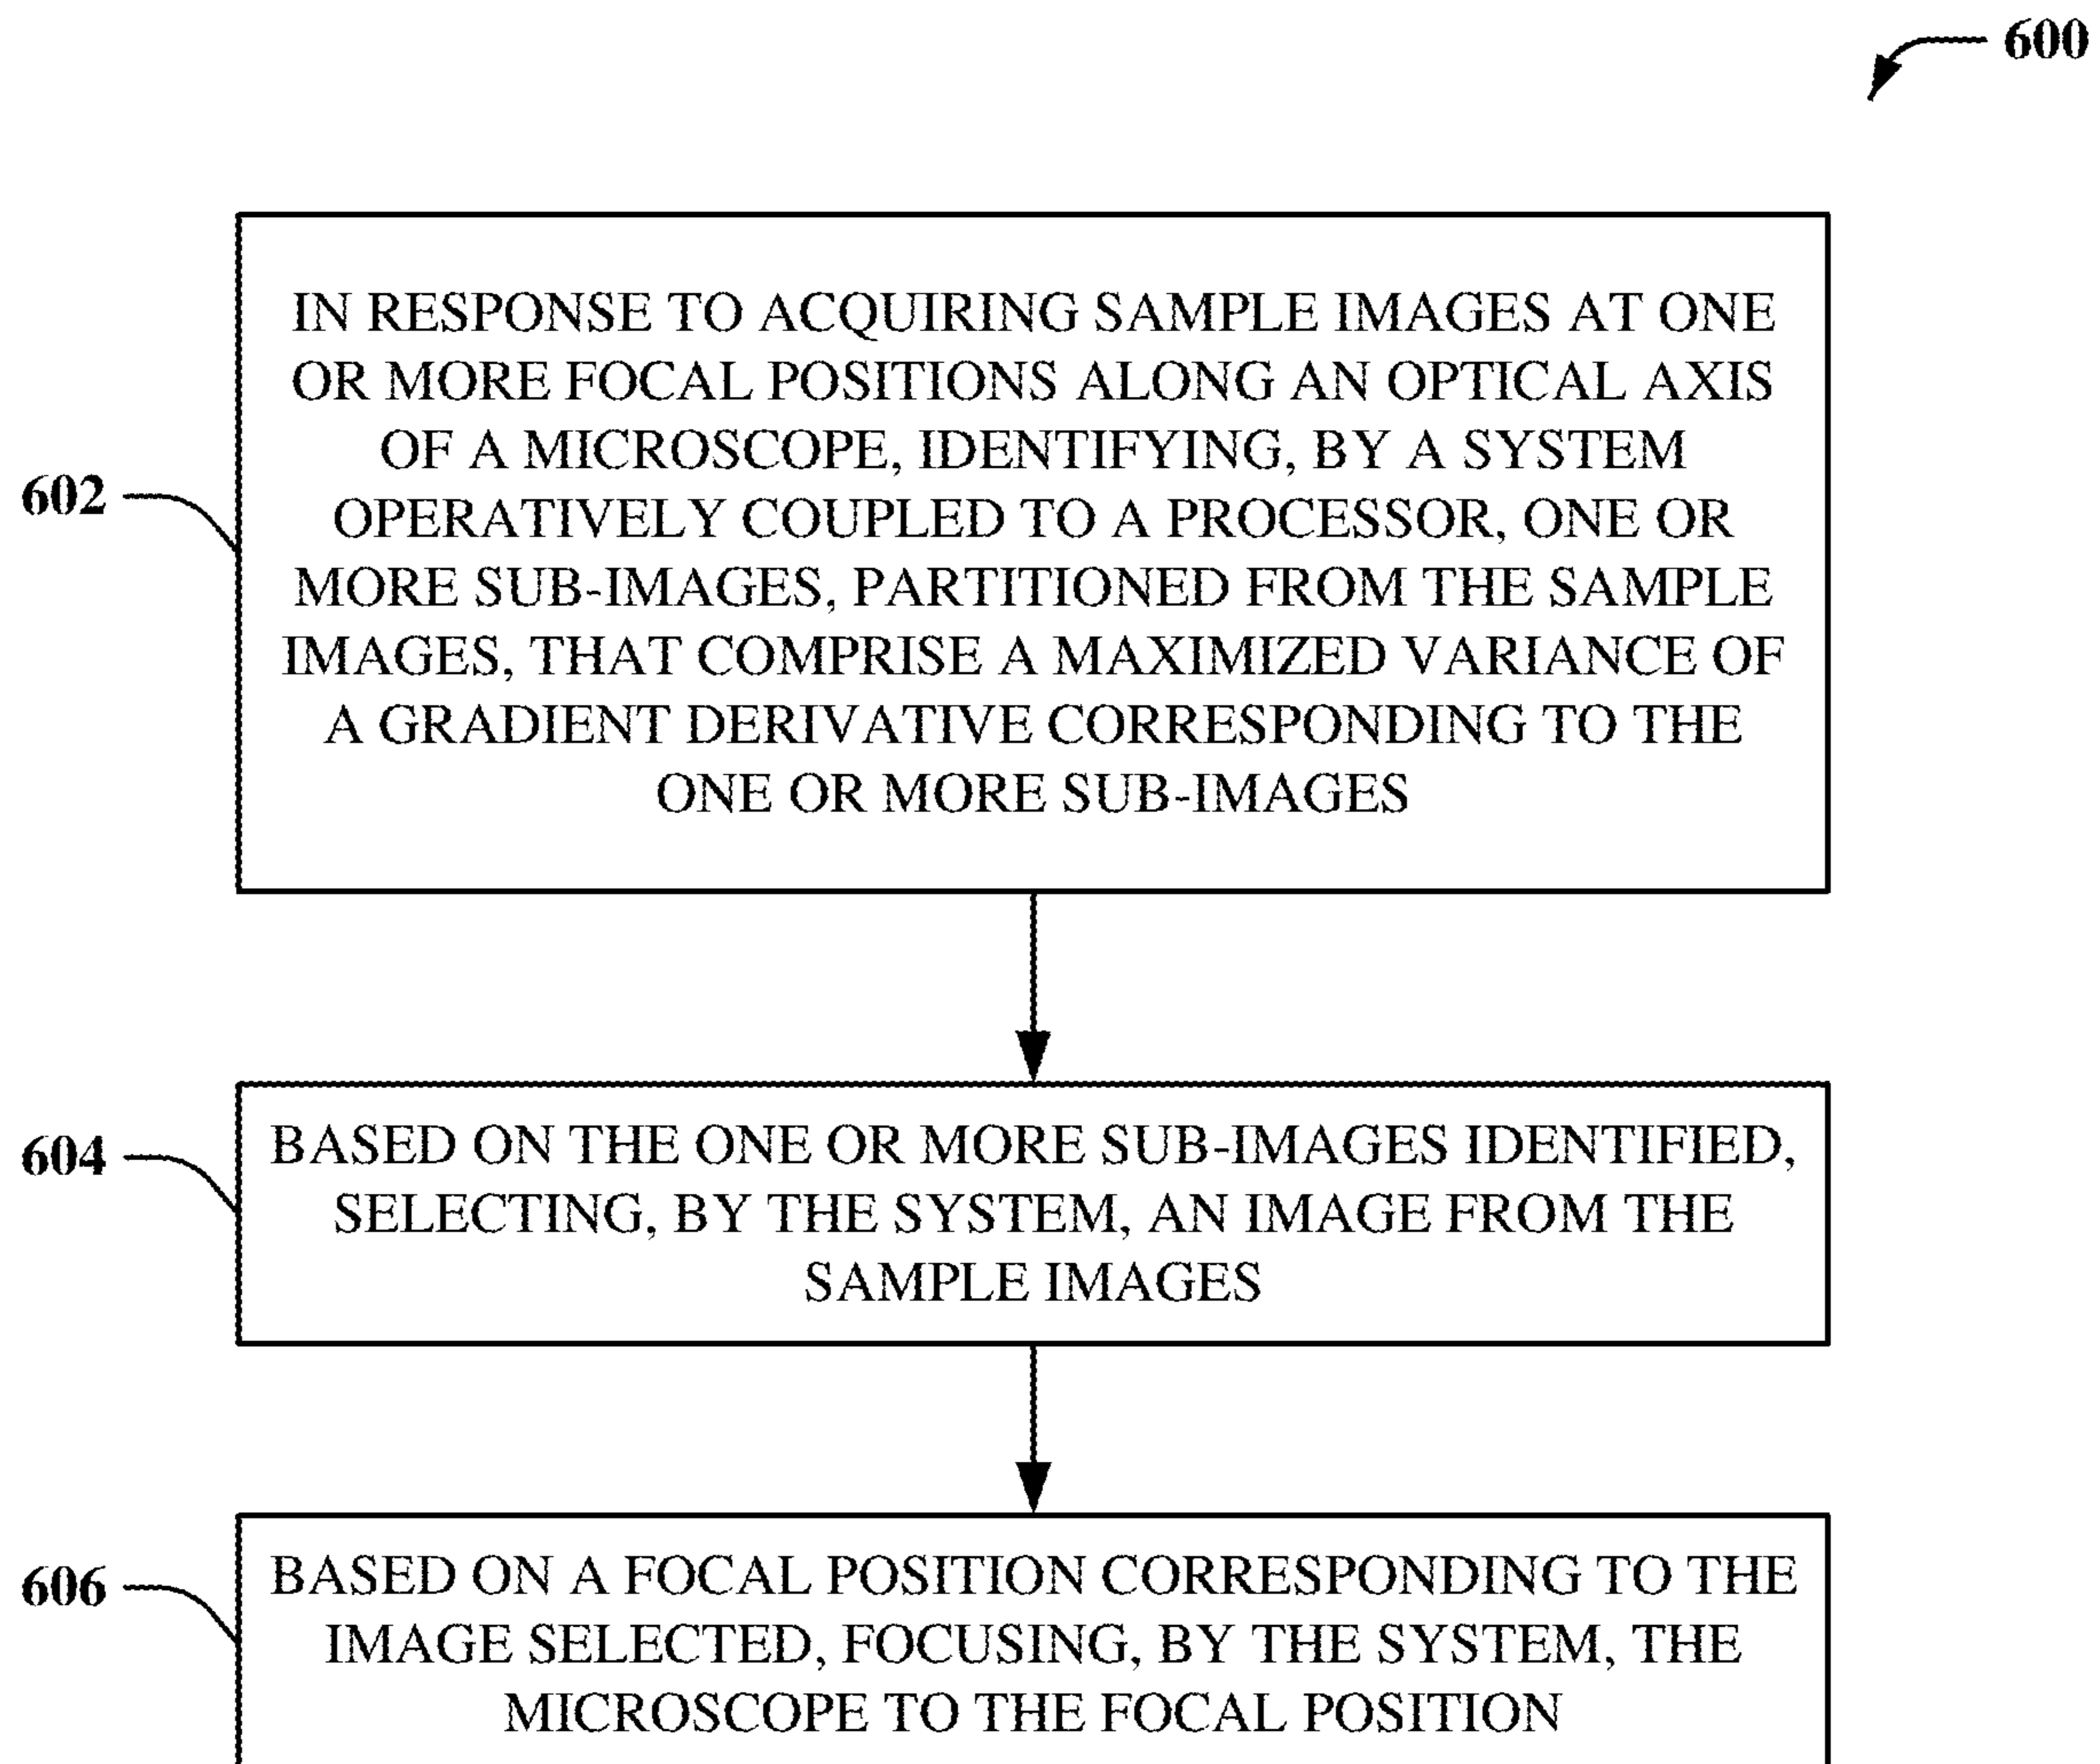 600
602
IN RESPONSE TO ACQUIRING SAMPLE IMAGES AT ONE
OR MORE FOCAL POSITIONS ALONG AN OPTICAL AXIS
OF A MICROSCOPE, IDENTIFYING, BY A SYSTEM
OPERATIVELY COUPLED TO A PROCESSOR, ONE OR
MORE SUB-IMAGES, PARTITIONED FROM THE SAMPLE
IMAGES, THAT COMPRISE A MAXIMIZED VARIANCE OF
A GRADIENT DERIVATIVE CORRESPONDING TO THE
ONE OR MORE SUB-IMAGES
604
BASED ON THE ONE OR MORE SUB-IMAGES IDENTIFIED,
SELECTING, BY THE SYSTEM, AN IMAGE FROM THE
SAMPLE IMAGES
606
BASED ON A FOCAL POSITION CORRESPONDING TO THE
IMAGE SELECTED, FOCUSING, BY THE SYSTEM, THE
MICROSCOPE TO THE FOCAL POSITION